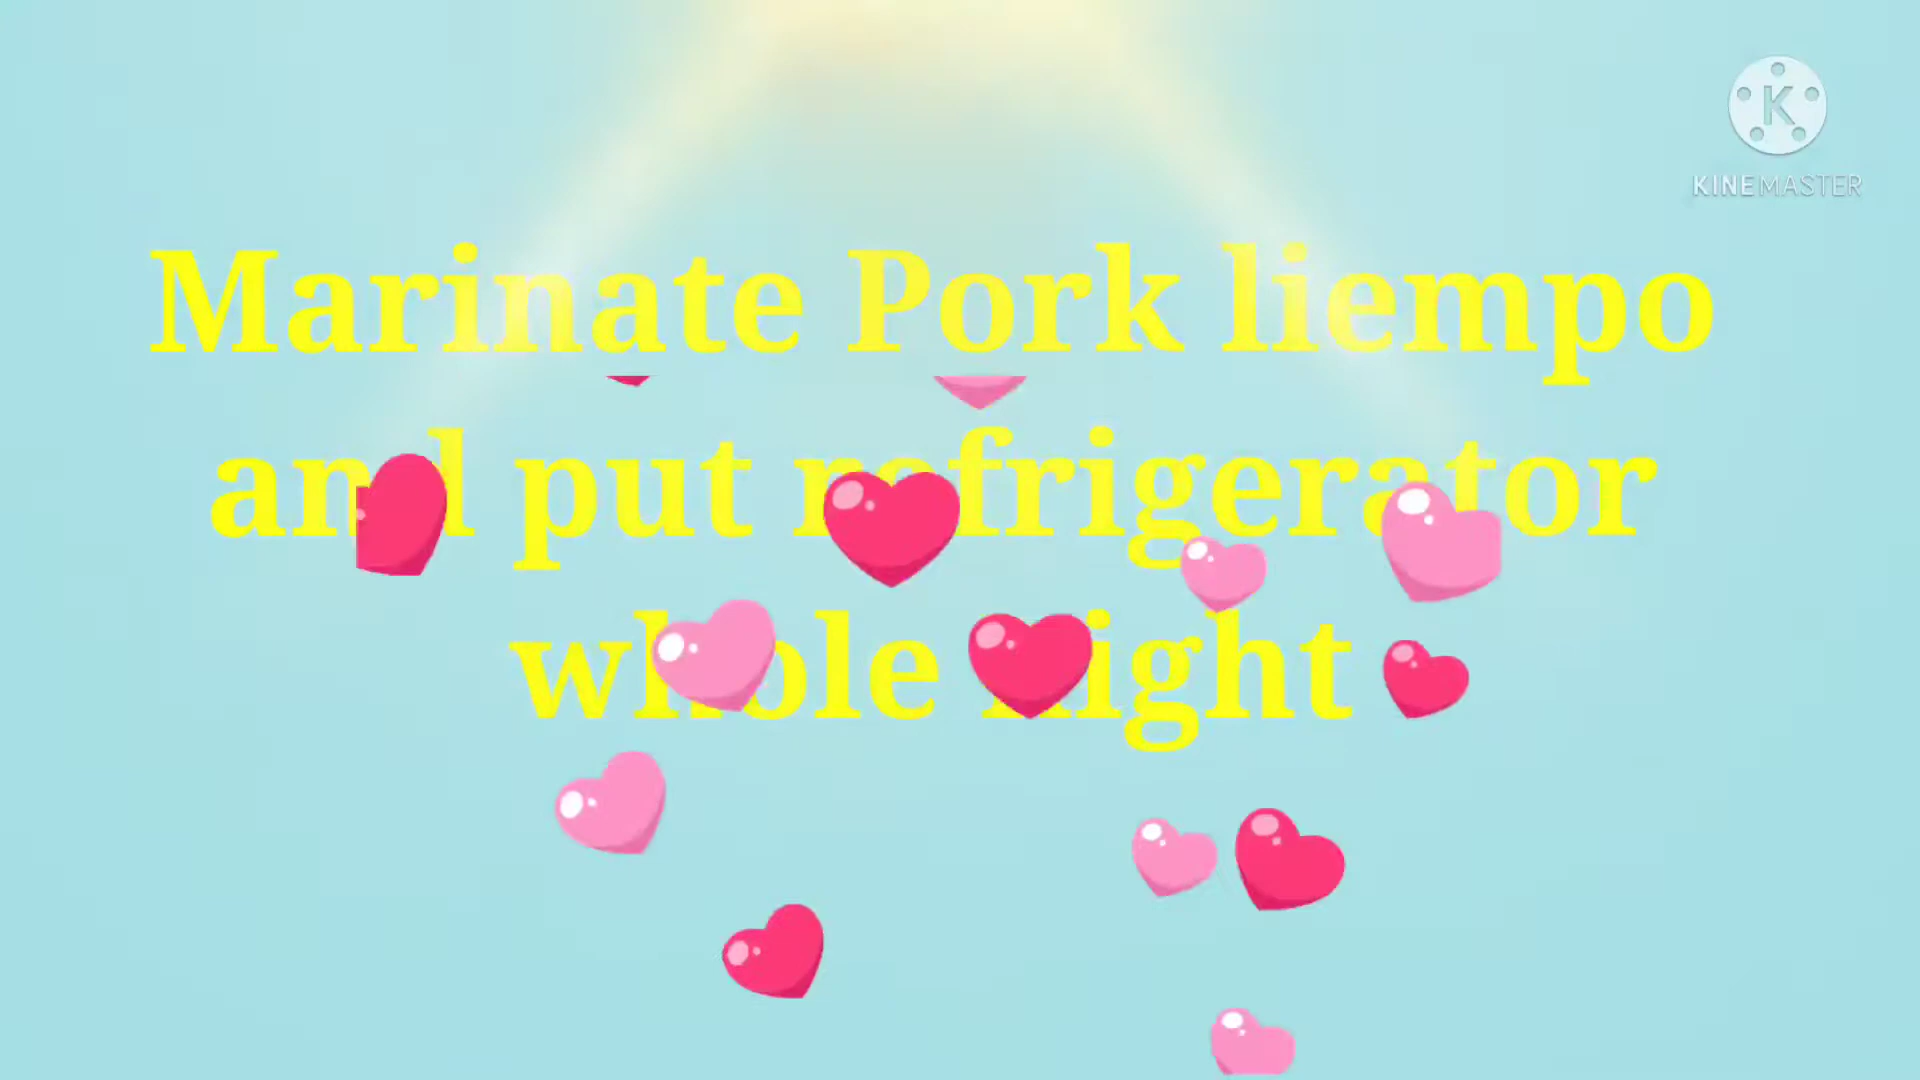 KINEMASTER
Marinate Pork liempo
and put refrigerator
whole night